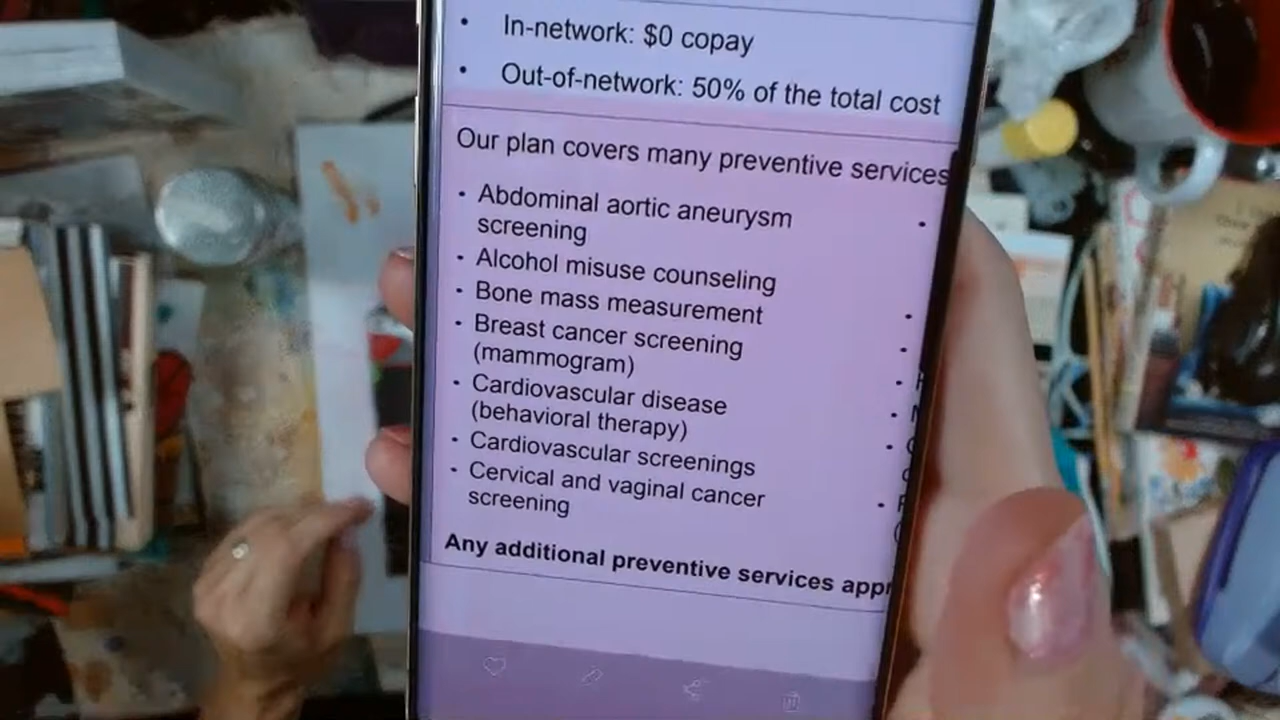 • In-network: $0 copay
• Out-of-network: 50% of the total cost
Our plan covers many preventive services
• Abdominal aortic aneurysm
screening
• Alcohol misuse counseling
• Bone mass measurement
• Breast cancer screening
(mammogram)
• Cardiovascular disease
(behavioral therapy)
• Cardiovascular screenings
• Cervical and vaginal cancer
screening
Any additional preventive services